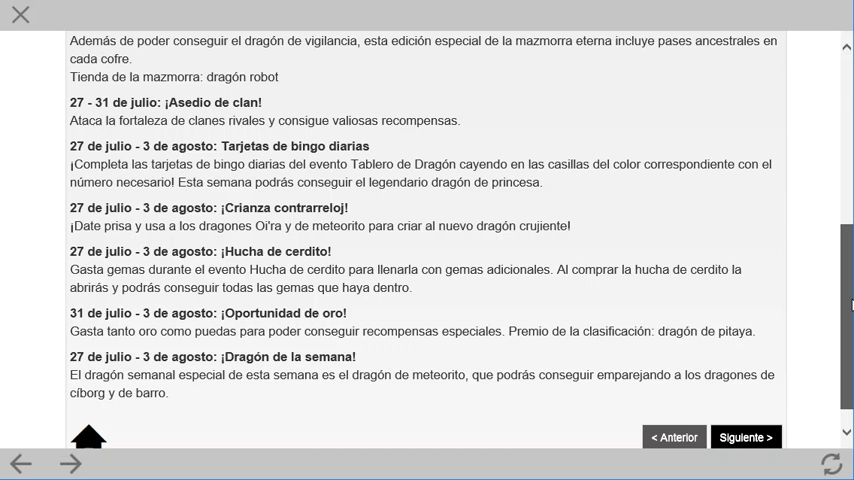 Además de poder conseguir el dragón de vigilancia, esta edición especial de la mazmorra eterna incluye pases ancestrales en
cada cofre.
Tienda de la mazmorra: dragón robot
27 - 31 de julio: ¡Asedio de clan!
Ataca la fortaleza de clanes rivales y consigue valiosas recompensas.
27 de julio - 3 de agosto: Tarjetas de bingo diarias
¡Completa las tarjetas de bingo diarias del evento Tablero de Dragón cayendo en las casillas del color correspondiente con el
número necesario! Esta semana podrás conseguir el legendario dragón de princesa.
27 de julio - 3 de agosto: ¡Crianza contrarreloj!
¡Date prisa y usa a los dragones Oi'ra y de meteorito para criar al nuevo dragón crujiente!
27 de julio - 3 de agosto: ¡Hucha de cerdito!
Gasta gemas durante el evento Hucha de cerdito para llenarla con gemas adicionales. Al comprar la hucha de cerdito la
abrirás y podrás conseguir todas las gemas que haya dentro.
31 de julio - 3 de agosto: ¡Oportunidad de oro!
Gasta tanto oro como puedas para poder conseguir recompensas especiales. Premio de la clasificación: dragón de pitaya.
27 de julio - 3 de agosto: ¡Dragón de la semana!
El dragón semanal especial de esta semana es el dragón de meteorito, que podrás conseguir emparejando a los dragones de
cíborg y de barro.
< Anterior
Siguiente >